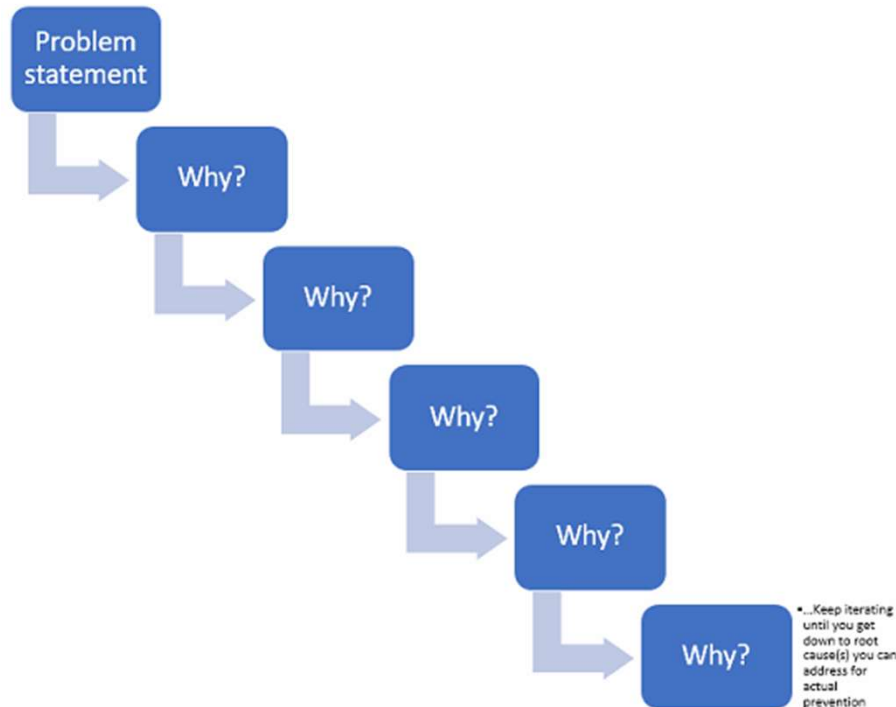 Problem
statement
Why?
Why?
Why?
Why?
Why?
▪...Keep iterating
until you get
down to root
cause(s) you can
address for
actual
prevention